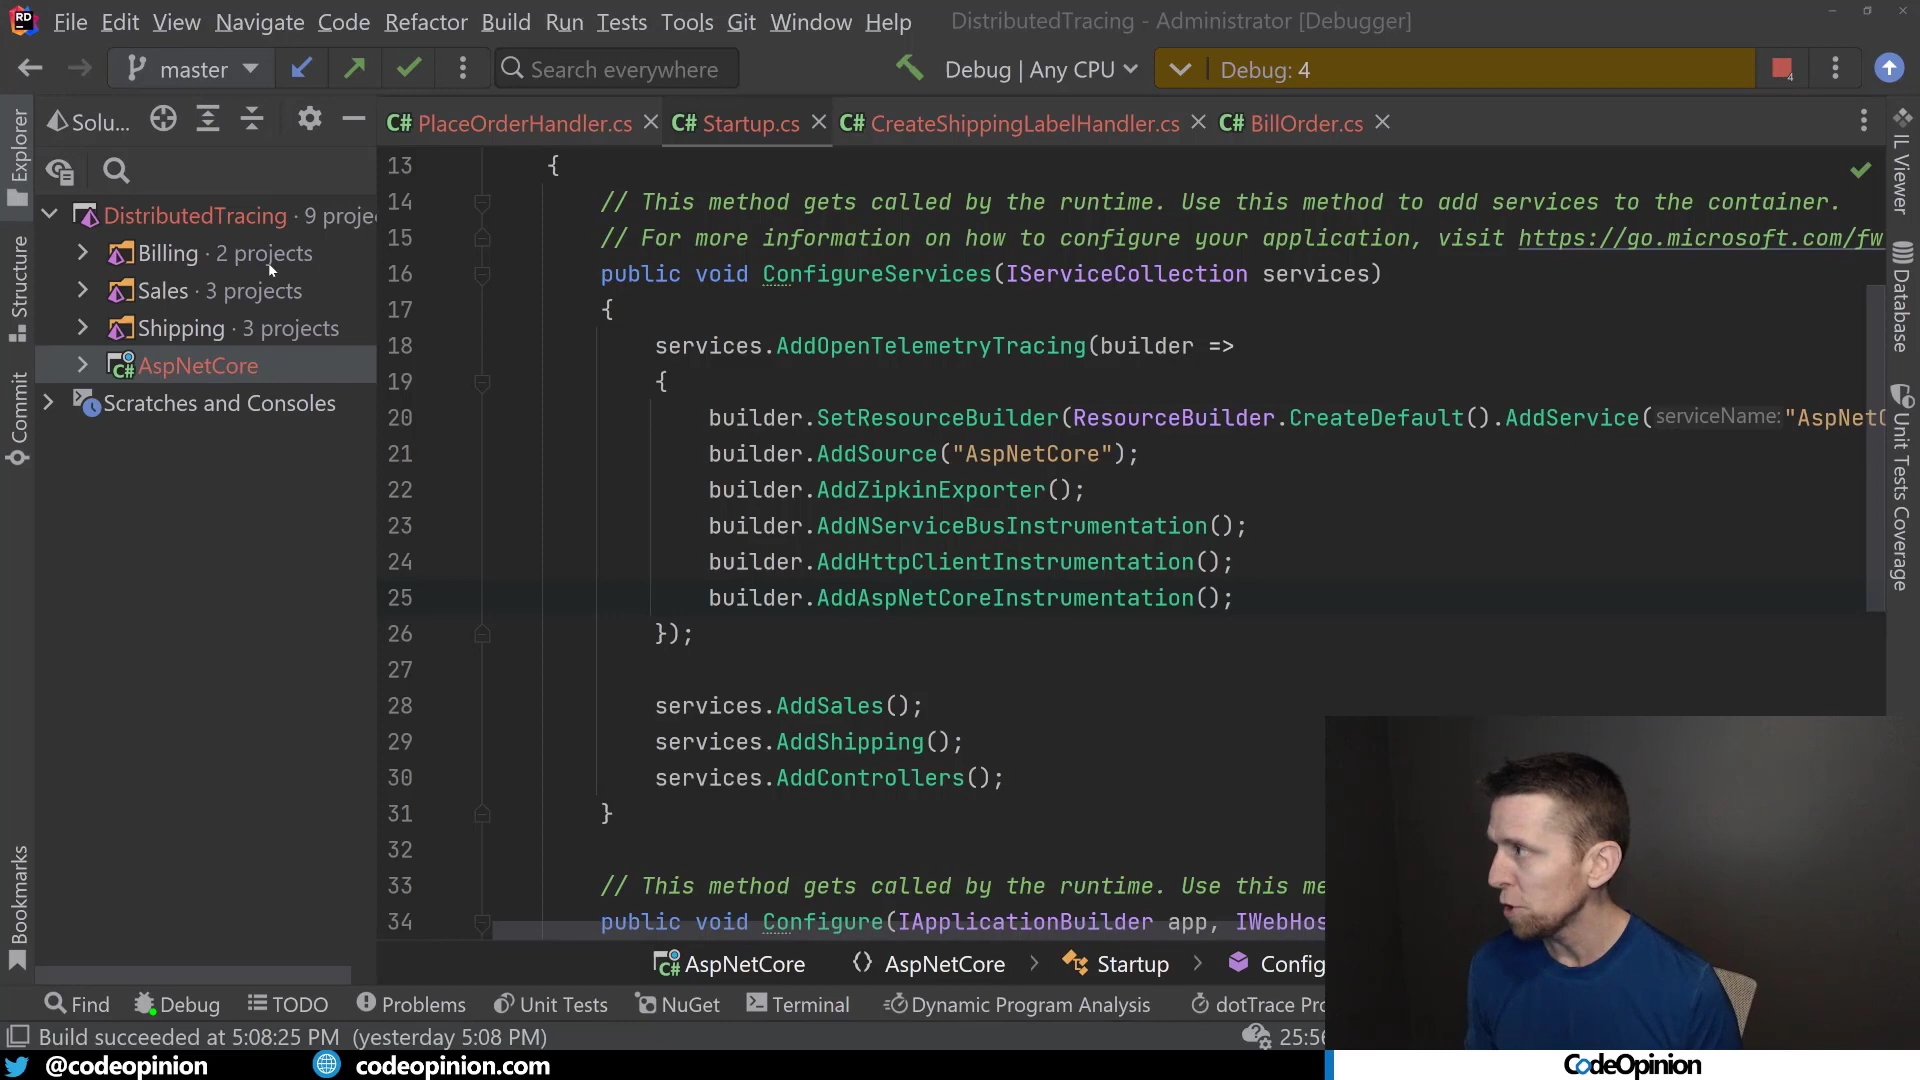 RD File Edit View Navigate Code Refactor Build Run Tests Tools Git Window Help DistributedTracing - Administrator [Debugger]
master Search everywhere Debug | Any CPU Debug: 4 4
Explorer
Structure
Commit
Bookmarks
Solu...
DistributedTracing · 9 proje
Billing · 2 projects
Sales · 3 projects
Shipping · 3 projects
C# AspNetCore
Scratches and Consoles
C# PlaceOrderHandler.cs C# Startup.cs C# CreateShippingLabelHandler.cs C# BillOrder.cs
13 {
14 // This method gets called by the runtime. Use this method to add services to the container.
15 // For more information on how to configure your application, visit https://go.microsoft.com/fw
16 public void ConfigureServices(IServiceCollection services)
17 {
18 services.AddOpenTelemetryTracing(builder =>
19 {
20 builder.SetResourceBuilder(ResourceBuilder.CreateDefault().AddService(serviceName: "AspNetC
21 builder.AddSource("AspNetCore");
22 builder.AddZipkinExporter();
23 builder.AddNServiceBusInstrumentation();
24 builder.AddHttpClientInstrumentation();
25 builder.AddAspNetCoreInstrumentation();
26 });
27
28 services.AddSales();
29 services.AddShipping();
30 services.AddControllers();
31 }
32
33 // This method gets called by the runtime. Use this me
34 public void Configure(IApplicationBuilder app, IWebHos
IL Viewer
Database
Unit Tests Coverage
C# AspNetCore AspNetCore Startup Config
Find Debug TODO Problems Unit Tests NuGet Terminal Dynamic Program Analysis dotTrace Pro
Build succeeded at 5:08:25 PM (yesterday 5:08 PM) 25:56
@codeopinion codeopinion.com CodeOpinion